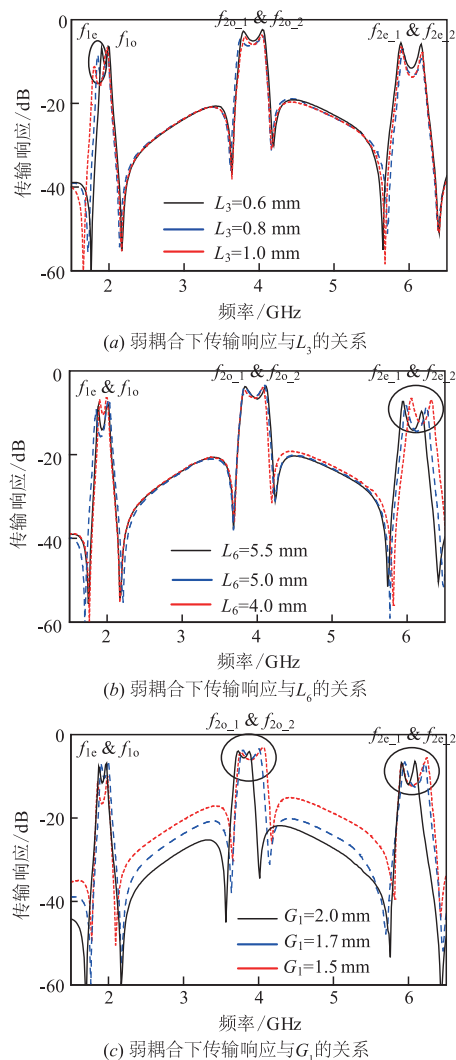 f1e f1o f2o_1 & f2o_2 f2e_1 & f2e_2
0
-20
-40
-60
传输响应/dB
L3=0.6 mm
L3=0.8 mm
L3=1.0 mm
2 3 4 5 6
频率/GHz
(a) 弱耦合下传输响应与L3的关系
f1e & f1o f2o_1 & f2o_2 f2e_1 & f2e_2
0
-20
-40
-60
传输响应/dB
L6=5.5 mm
L6=5.0 mm
L6=4.0 mm
2 3 4 5 6
频率/GHz
(b) 弱耦合下传输响应与L6的关系
f1e & f1o f2o_1 & f2o_2 f2e_1 & f2e_2
0
-20
-40
-60
传输响应/dB
G1=2.0 mm
G1=1.7 mm
G1=1.5 mm
2 3 4 5 6
频率/GHz
(c) 弱耦合下传输响应与G1的关系